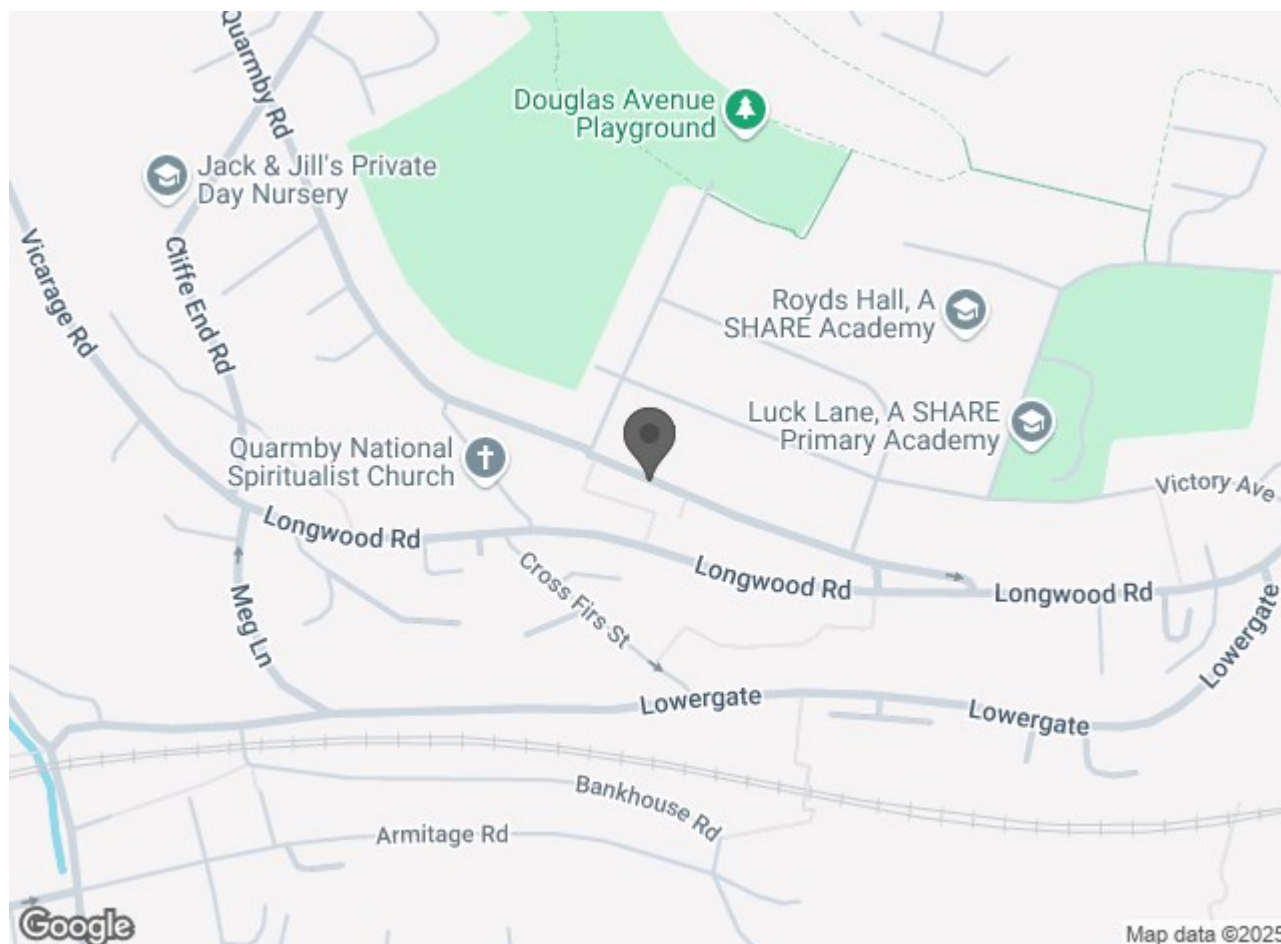 Quarmby Rd
Douglas Avenue
Playground
Jack & Jill's Private
Day Nursery
Vicarage Rd
Cliffe End Rd
Royds Hall, A
SHARE Academy
Luck Lane, A SHARE
Primary Academy
Quarmby National
Spiritualist Church
Victory Ave
Longwood Rd
Longwood Rd
Longwood Rd
Cross Firs St
Meg Ln
Lowergate
Lowergate
Lowergate
Bankhouse Rd
Armitage Rd
Google
Map data ©2025